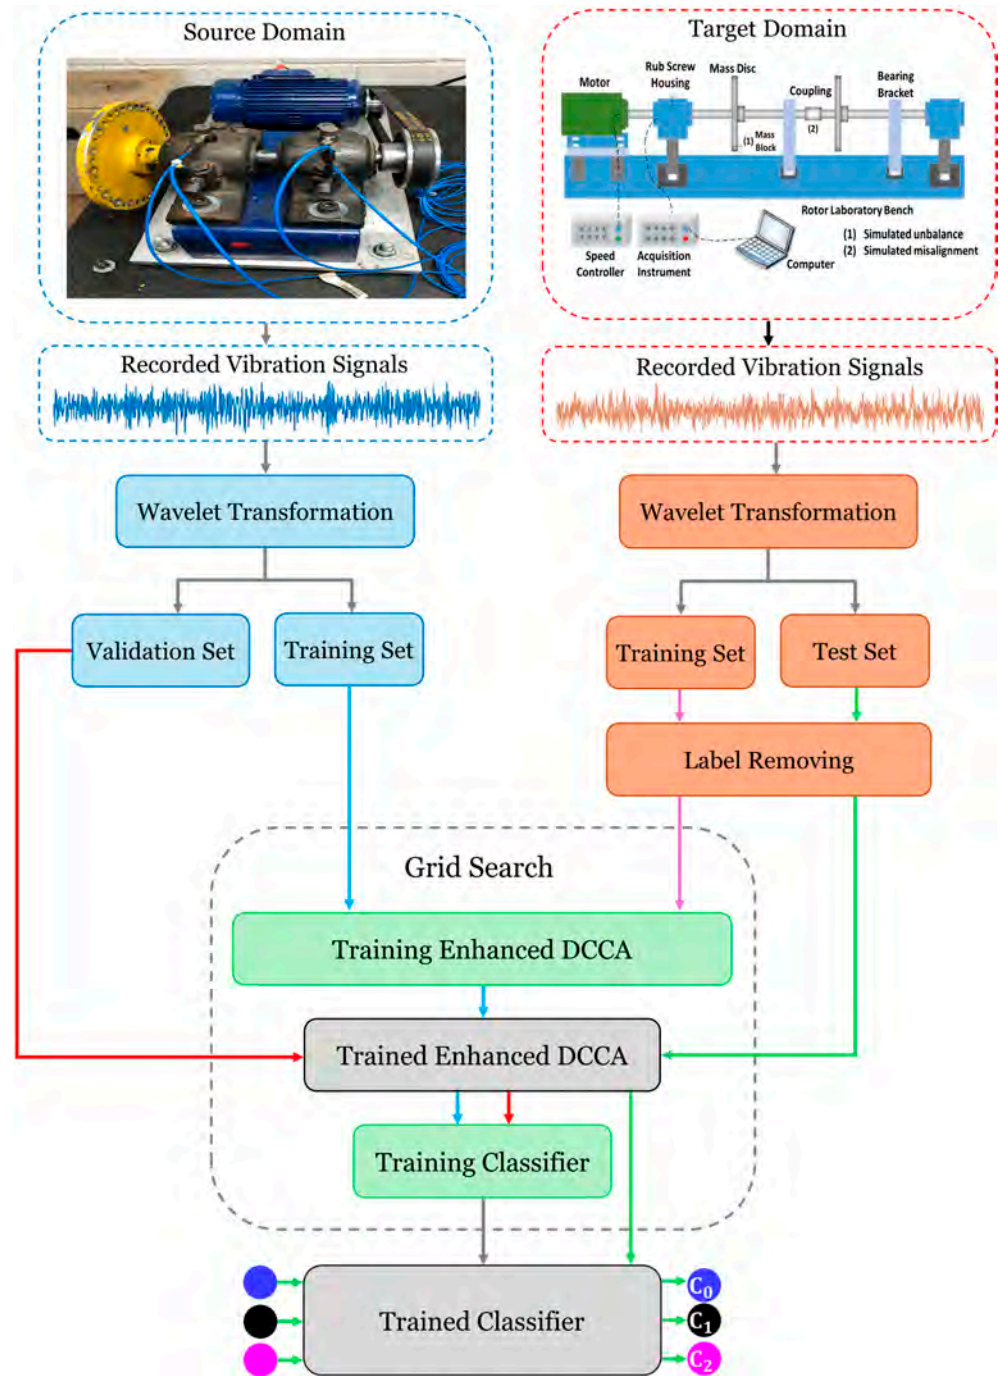 Source Domain
Target Domain
Motor
Rub Screw
Housing
Mass Disc
Coupling
Bearing
Bracket
(1) Mass
Block
(2)
Rotor Laboratory Bench
(1) Simulated unbalance
(2) Simulated misalignment
Speed
Controller
Acquisition
Instrument
Computer
Recorded Vibration Signals
Recorded Vibration Signals
Wavelet Transformation
Wavelet Transformation
Validation Set
Training Set
Training Set
Test Set
Label Removing
Grid Search
Training Enhanced DCCA
Trained Enhanced DCCA
Training Classifier
Trained Classifier
C0
C1
C2